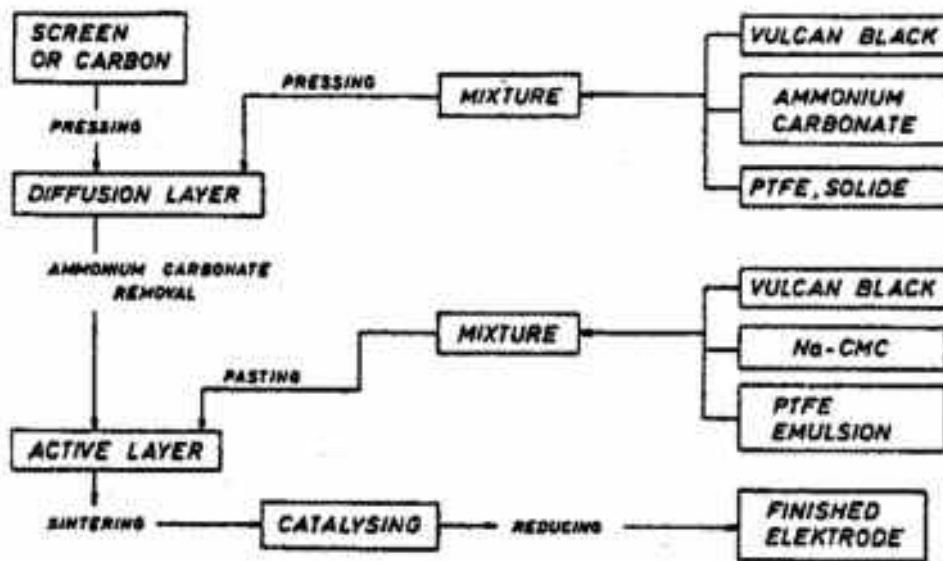 SCREEN
OR CARBON
VULCAN BLACK
PRESSING
MIXTURE
AMMONIUM
CARBONATE
PRESSING
DIFFUSION LAYER
PTFE, SOLIDE
AMMONIUM CARBONATE
REMOVAL
VULCAN BLACK
MIXTURE
Na-CMC
PASTING
PTFE
EMULSION
ACTIVE LAYER
SINTERING
CATALYSING
REDUCING
FINISHED
ELEKTRODE